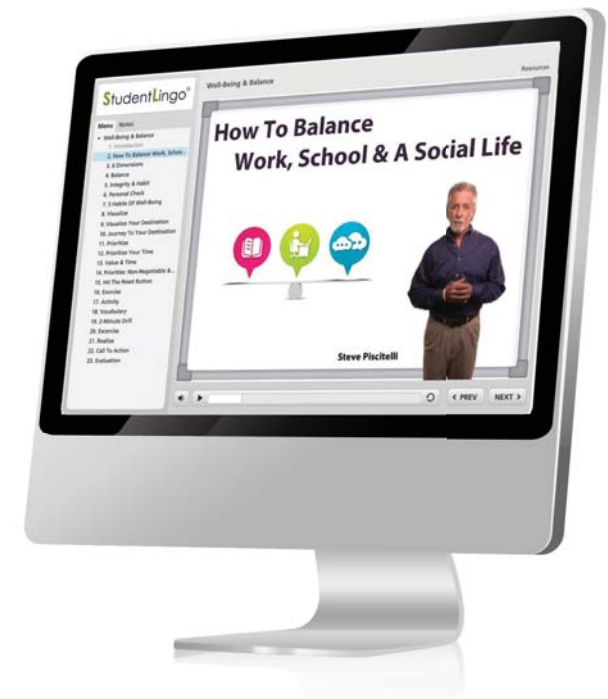 StudentLingo®
Well-Being & Balance
Resources
Menu Notes
Well-Being & Balance
1. Introduction
2. How To Balance Work, Schoo...
3. 6 Dimensions
4. Balance
5. Integrity & Habit
6. Personal Check
7. 5 Habits Of Well-Being
8. Visualize
9. Visualize Your Destination
10. Journey To Your Destination
11. Prioritize
12. Prioritize Your Time
13. Value & Time
14. Priorities: Non-Negotiable &...
15. Hit The Reset Button
16. Exercise
17. Activity
18. Vocabulary
19. 2-Minute Drill
20. Excercise
21. Realize
22. Call To Action
23. Evaluation
How To Balance
Work, School & A Social Life
Steve Piscitelli
< PREV NEXT >